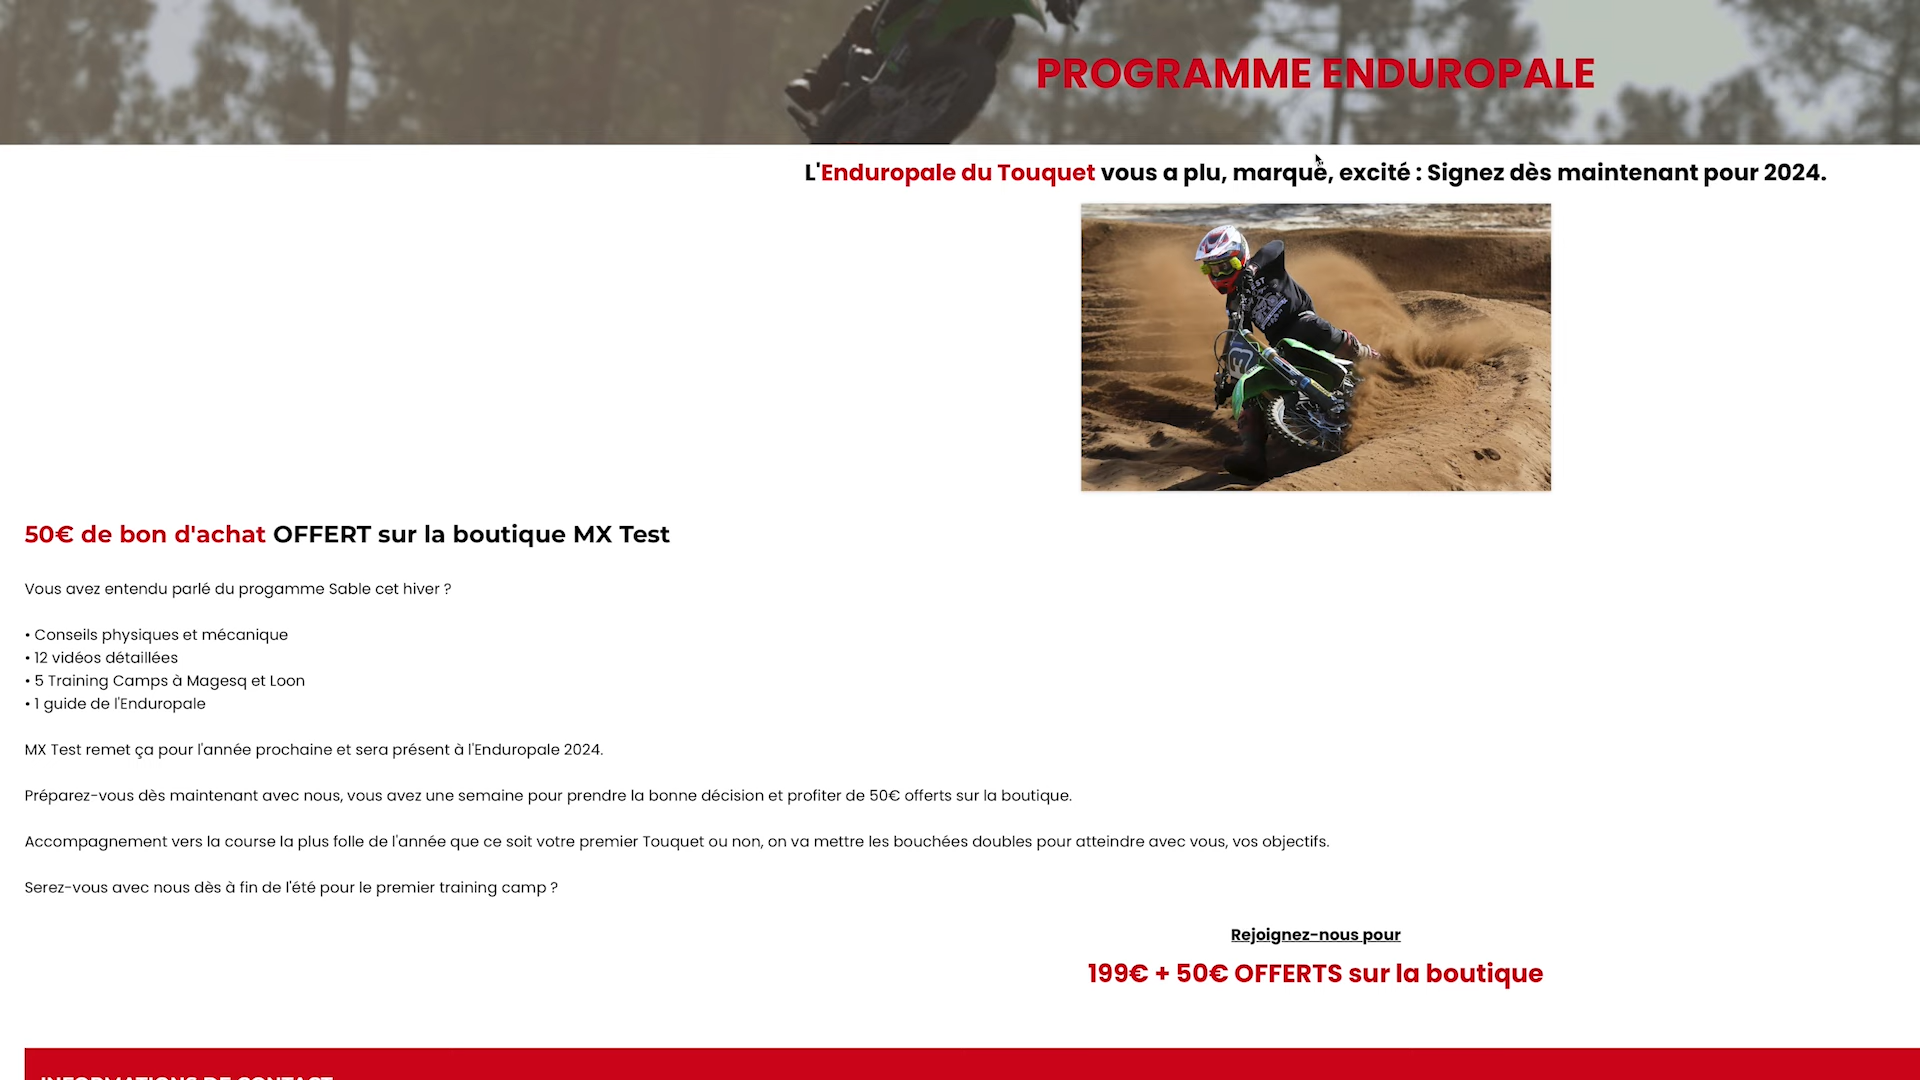 PROGRAMME ENDUROPALE
L'Enduropale du Touquet vous a plu, marqué, excité : Signez dès maintenant pour 2024.
3
50€ de bon d'achat OFFERT sur la boutique MX Test
Vous avez entendu parlé du progamme Sable cet hiver ?
• Conseils physiques et mécanique
• 12 vidéos détaillées
• 5 Training Camps à Magesq et Loon
• 1 guide de l'Enduropale
MX Test remet ça pour l'année prochaine et sera présent à l'Enduropale 2024.
Préparez-vous dès maintenant avec nous, vous avez une semaine pour prendre la bonne décision et profiter de 50€ offerts sur la boutique.
Accompagnement vers la course la plus folle de l'année que ce soit votre premier Touquet ou non, on va mettre les bouchées doubles pour atteindre avec vous, vos objectifs.
Serez-vous avec nous dès à fin de l'été pour le premier training camp ?
Rejoignez-nous pour
199€ + 50€ OFFERTS sur la boutique
INFORMATIONS DE CONTACT